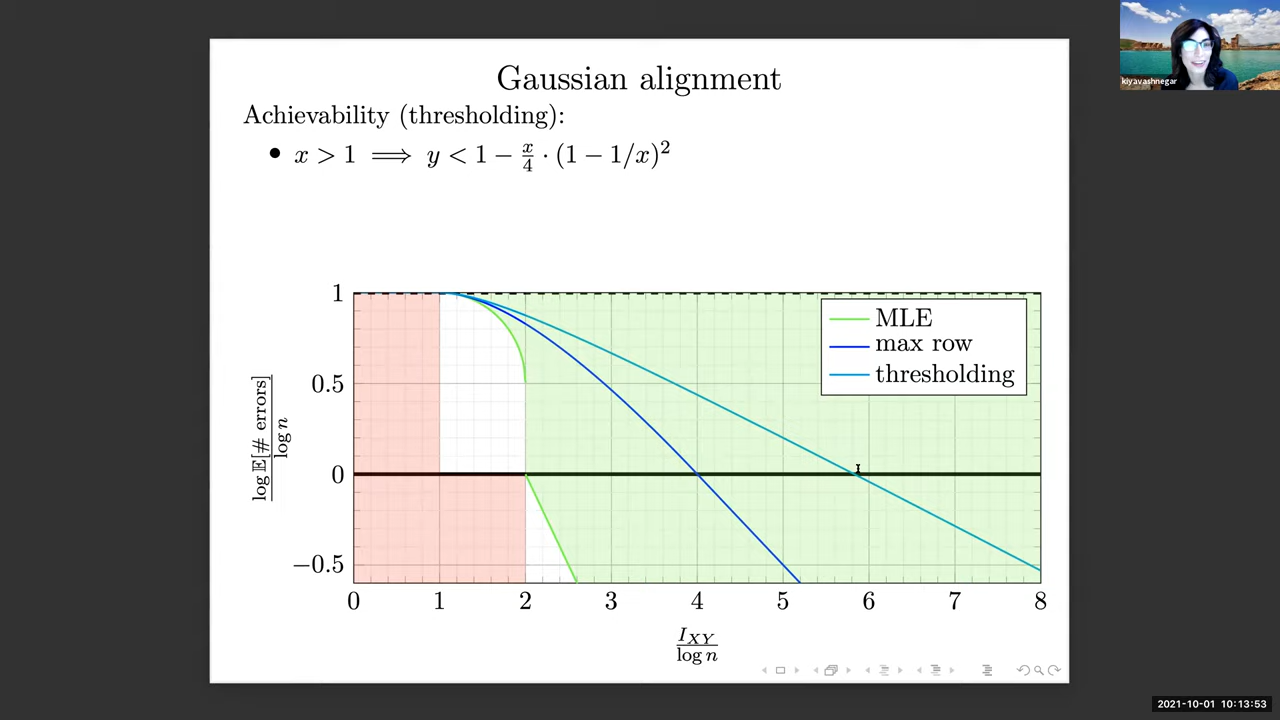 Gaussian alignment
Achievability (thresholding):
• x > 1 ⟹ y < 1 − x/4 · (1 − 1/x)²
kiyavashnegar
log 𝔼[# errors] / log n
1
0.5
0
−0.5
MLE
max row
thresholding
0 1 2 3 4 5 6 7 8
I_XY / log n
2021-10-01 10:13:53